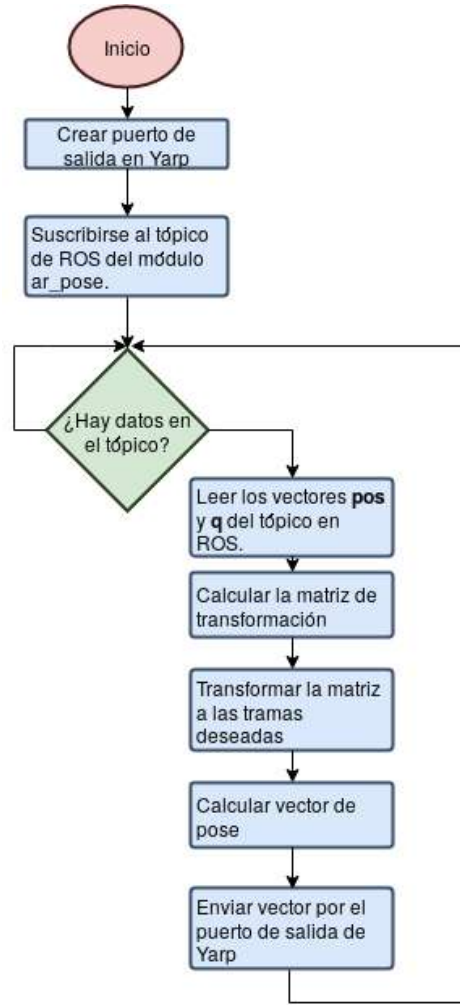 Inicio
Crear puerto de
salida en Yarp
Suscribirse al tópico
de ROS del módulo
ar_pose.
¿Hay datos en
el tópico?
Leer los vectores pos
y q del tópico en
ROS.
Calcular la matriz de
transformación
Transformar la matriz
a las tramas
deseadas
Calcular vector de
pose
Enviar vector por el
puerto de salida de
Yarp